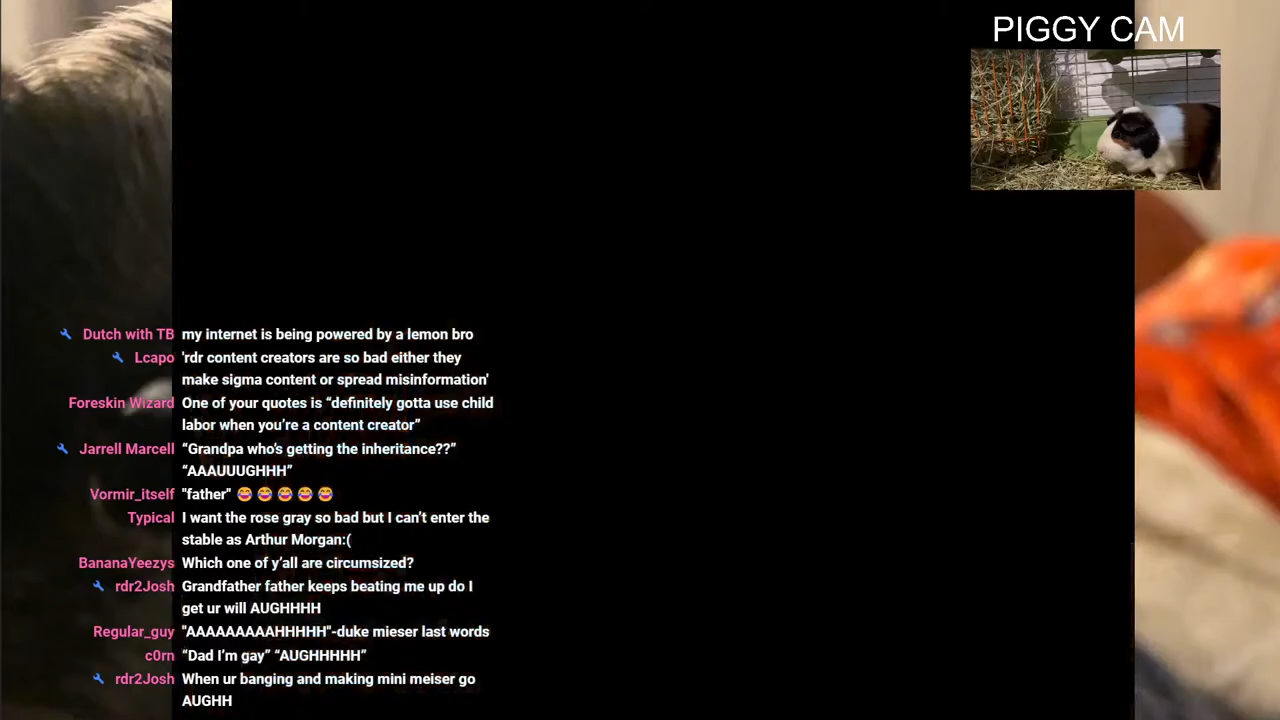 PIGGY CAM
Dutch with TB my internet is being powered by a lemon bro
Lcapo 'rdr content creators are so bad either they
make sigma content or spread misinformation'
Foreskin Wizard One of your quotes is “definitely gotta use child
labor when you’re a content creator”
Jarrell Marcell “Grandpa who’s getting the inheritance??”
“AAAUUUGHHH”
Vormir_itself "father" 😂😂😂😂😂
Typical I want the rose gray so bad but I can’t enter the
stable as Arthur Morgan:(
BananaYeezys Which one of y’all are circumsized?
rdr2Josh Grandfather father keeps beating me up do I
get ur will AUGHHHH
Regular_guy "AAAAAAAAAHHHHH"-duke mieser last words
c0rn “Dad I’m gay” “AUGHHHHH”
rdr2Josh When ur banging and making mini meiser go
AUGHH